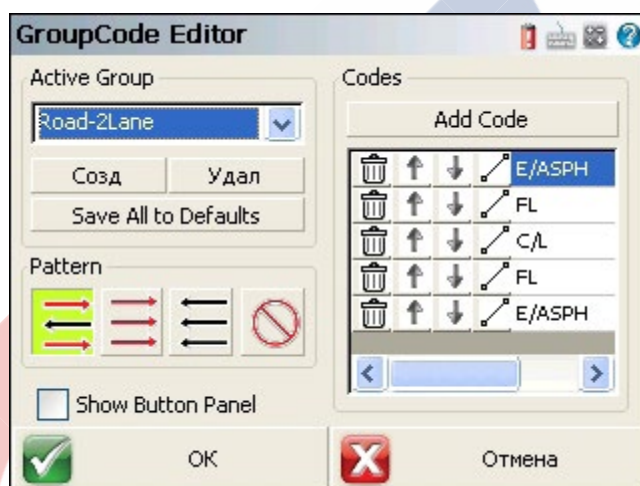 GroupCode Editor
Active Group
Road-2Lane
Созд Удал
Save All to Defaults
Pattern
Show Button Panel
Codes
Add Code
E/ASPH
FL
C/L
FL
E/ASPH
OK Отмена